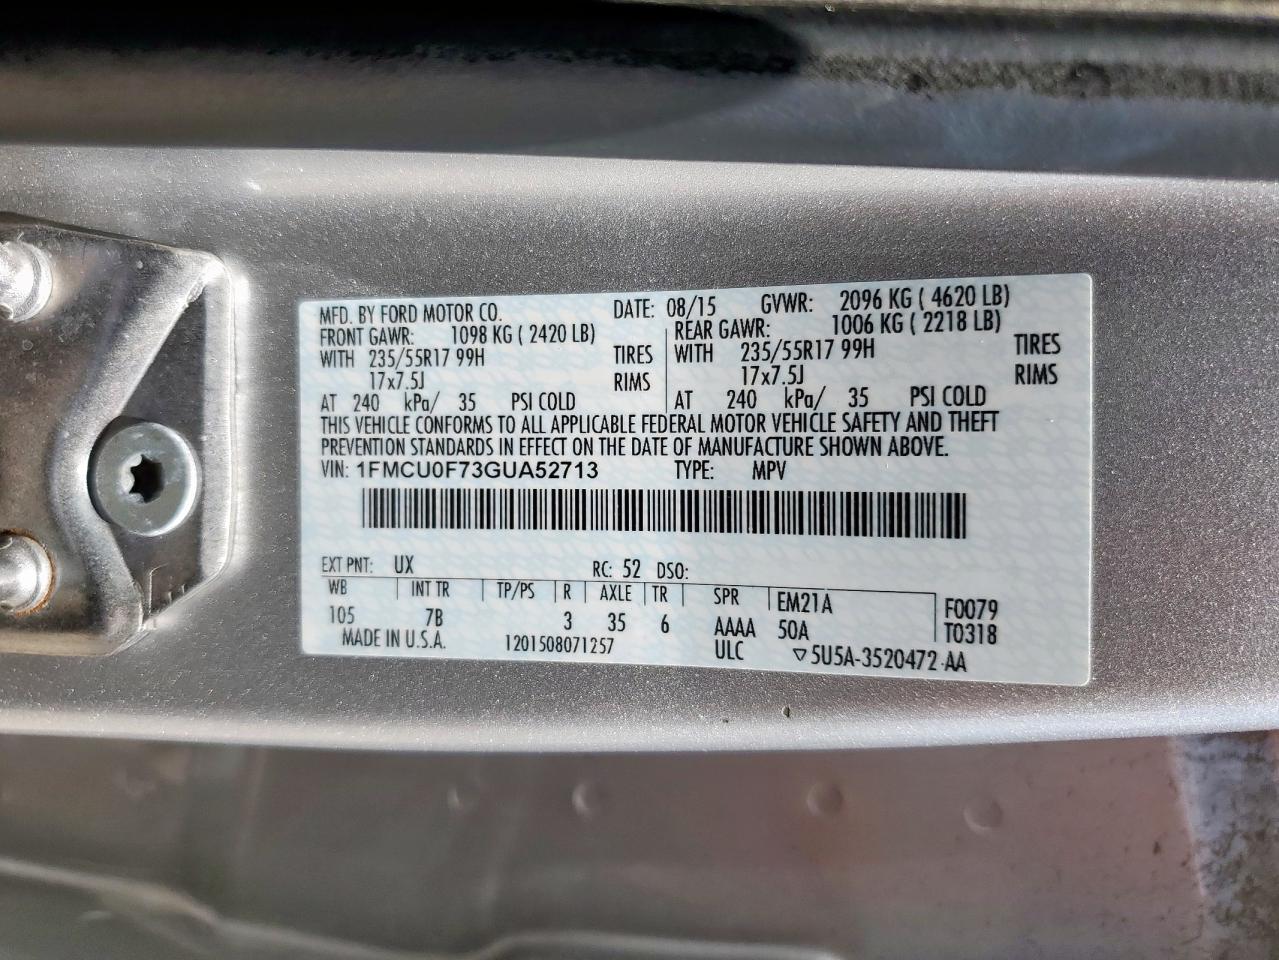 MFD. BY FORD MOTOR CO. DATE: 08/15 GVWR: 2096 KG ( 4620 LB)
FRONT GAWR: 1098 KG ( 2420 LB) REAR GAWR: 1006 KG ( 2218 LB)
WITH 235/55R17 99H TIRES WITH 235/55R17 99H TIRES
17x7.5J RIMS 17x7.5J RIMS
AT 240 kPa/ 35 PSI COLD AT 240 kPa/ 35 PSI COLD
THIS VEHICLE CONFORMS TO ALL APPLICABLE FEDERAL MOTOR VEHICLE SAFETY AND THEFT
PREVENTION STANDARDS IN EFFECT ON THE DATE OF MANUFACTURE SHOWN ABOVE.
VIN: 1FMCU0F73GUA52713 TYPE: MPV
EXT PNT: UX RC: 52 DSO:
WB INT TR TP/PS R AXLE TR SPR EM21A F0079
105 7B 3 35 6 AAAA 50A T0318
MADE IN U.S.A. 1201508071257 ULC ▽5U5A-3520472-AA